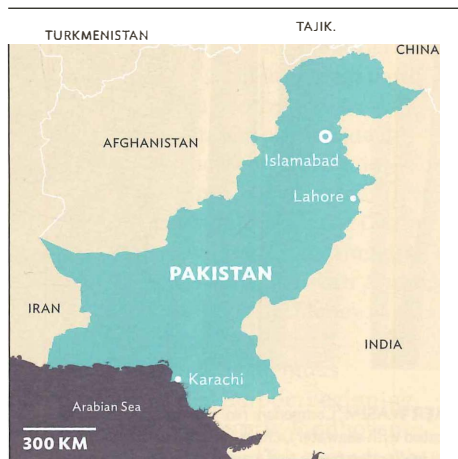 TURKMENISTAN
TAJIK.
CHINA
AFGHANISTAN
Islamabad
Lahore
PAKISTAN
IRAN
INDIA
Karachi
Arabian Sea
300 KM